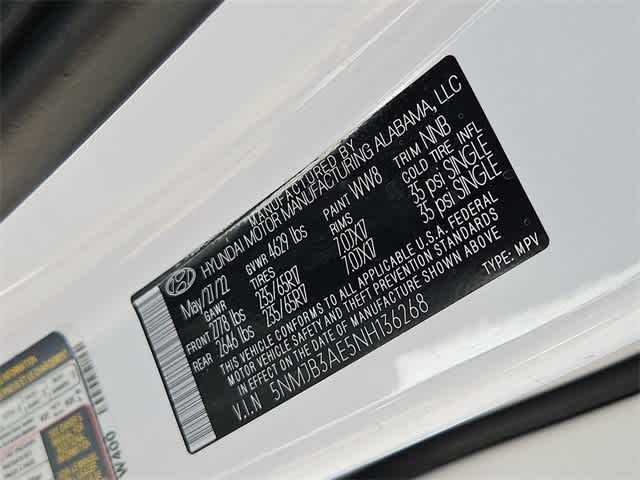 MANUFACTURED BY
HYUNDAI MOTOR MANUFACTURING ALABAMA, LLC
May/17/22 GVWR 4629 lbs PAINT WW8 TRIM NNB
GAWR TIRES RIMS COLD TIRE INFL
FRONT 2778 lbs 235/65R17 7.0X17 35 psi SINGLE
REAR 2646 lbs 235/65R17 7.0X17 35 psi SINGLE
THIS VEHICLE CONFORMS TO ALL APPLICABLE U.S.A. FEDERAL
MOTOR VEHICLE SAFETY AND THEFT PREVENTION STANDARDS
IN EFFECT ON THE DATE OF MANUFACTURE SHOWN ABOVE
V.I.N 5NMJB3AE5NH136268 TYPE: MPV
W400